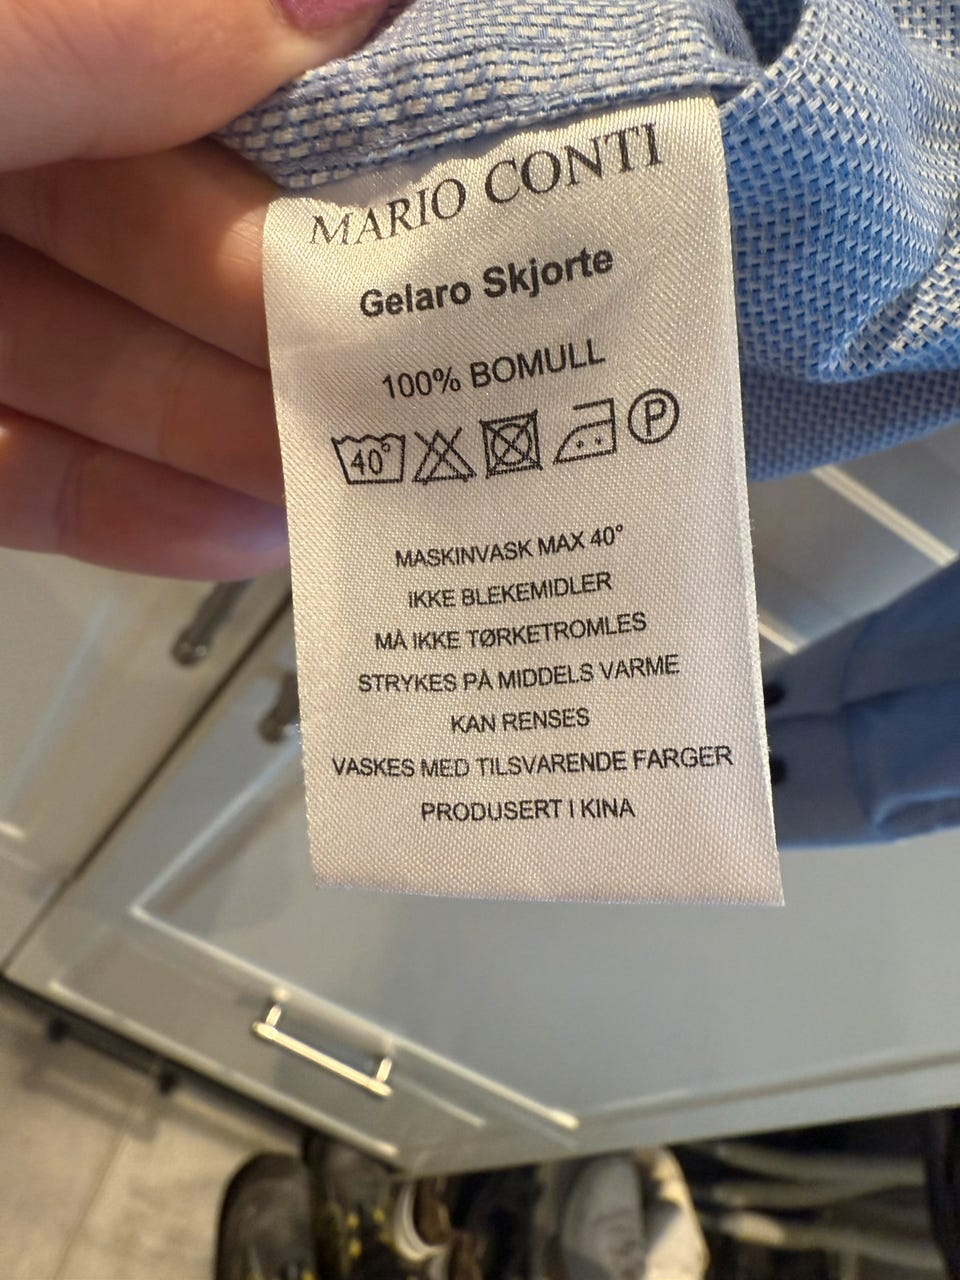 MARIO CONTI
Gelaro Skjorte
100% BOMULL
40° P
MASKINVASK MAX 40°
IKKE BLEKEMIDLER
MÅ IKKE TØRKETROMLES
STRYKES PÅ MIDDELS VARME
KAN RENSES
VASKES MED TILSVARENDE FARGER
PRODUSERT I KINA